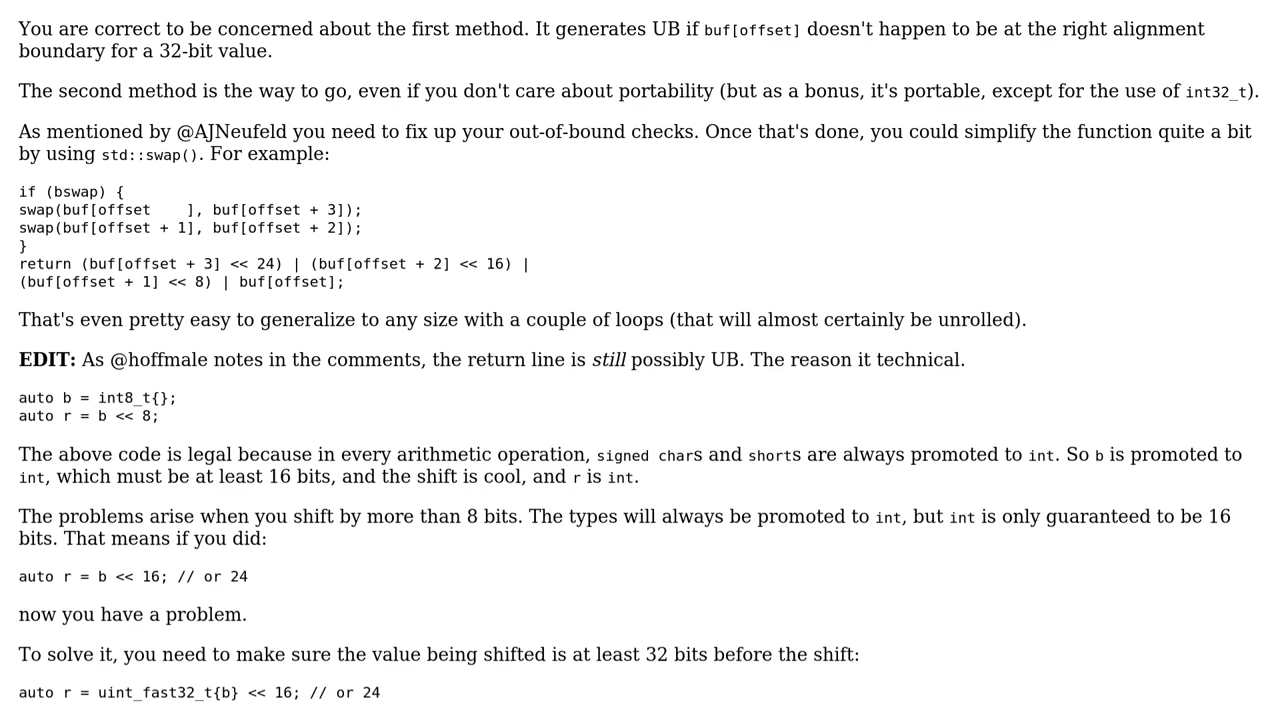 You are correct to be concerned about the first method. It generates UB if buf[offset] doesn't happen to be at the right alignment
boundary for a 32-bit value.
The second method is the way to go, even if you don't care about portability (but as a bonus, it's portable, except for the use of int32_t).
As mentioned by @AJNeufeld you need to fix up your out-of-bound checks. Once that's done, you could simplify the function quite a bit
by using std::swap(). For example:
if (bswap) {
swap(buf[offset    ], buf[offset + 3]);
swap(buf[offset + 1], buf[offset + 2]);
}
return (buf[offset + 3] << 24) | (buf[offset + 2] << 16) |
(buf[offset + 1] << 8) | buf[offset];
That's even pretty easy to generalize to any size with a couple of loops (that will almost certainly be unrolled).
EDIT: As @hoffmale notes in the comments, the return line is still possibly UB. The reason it technical.
auto b = int8_t{};
auto r = b << 8;
The above code is legal because in every arithmetic operation, signed chars and shorts are always promoted to int. So b is promoted to
int, which must be at least 16 bits, and the shift is cool, and r is int.
The problems arise when you shift by more than 8 bits. The types will always be promoted to int, but int is only guaranteed to be 16
bits. That means if you did:
auto r = b << 16; // or 24
now you have a problem.
To solve it, you need to make sure the value being shifted is at least 32 bits before the shift:
auto r = uint_fast32_t{b} << 16; // or 24